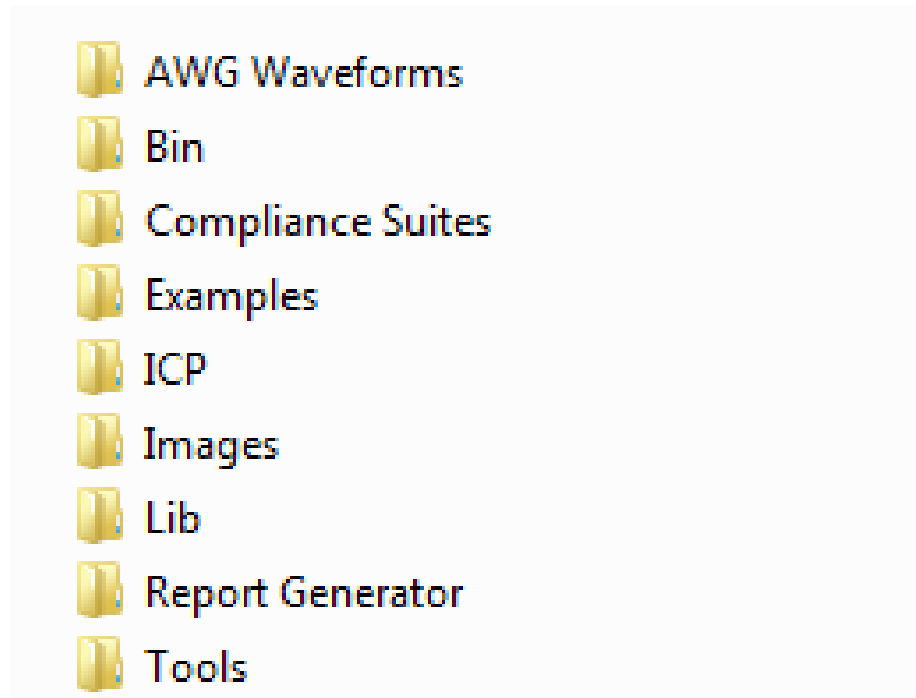 AWG Waveforms
Bin
Compliance Suites
Examples
ICP
Images
Lib
Report Generator
Tools